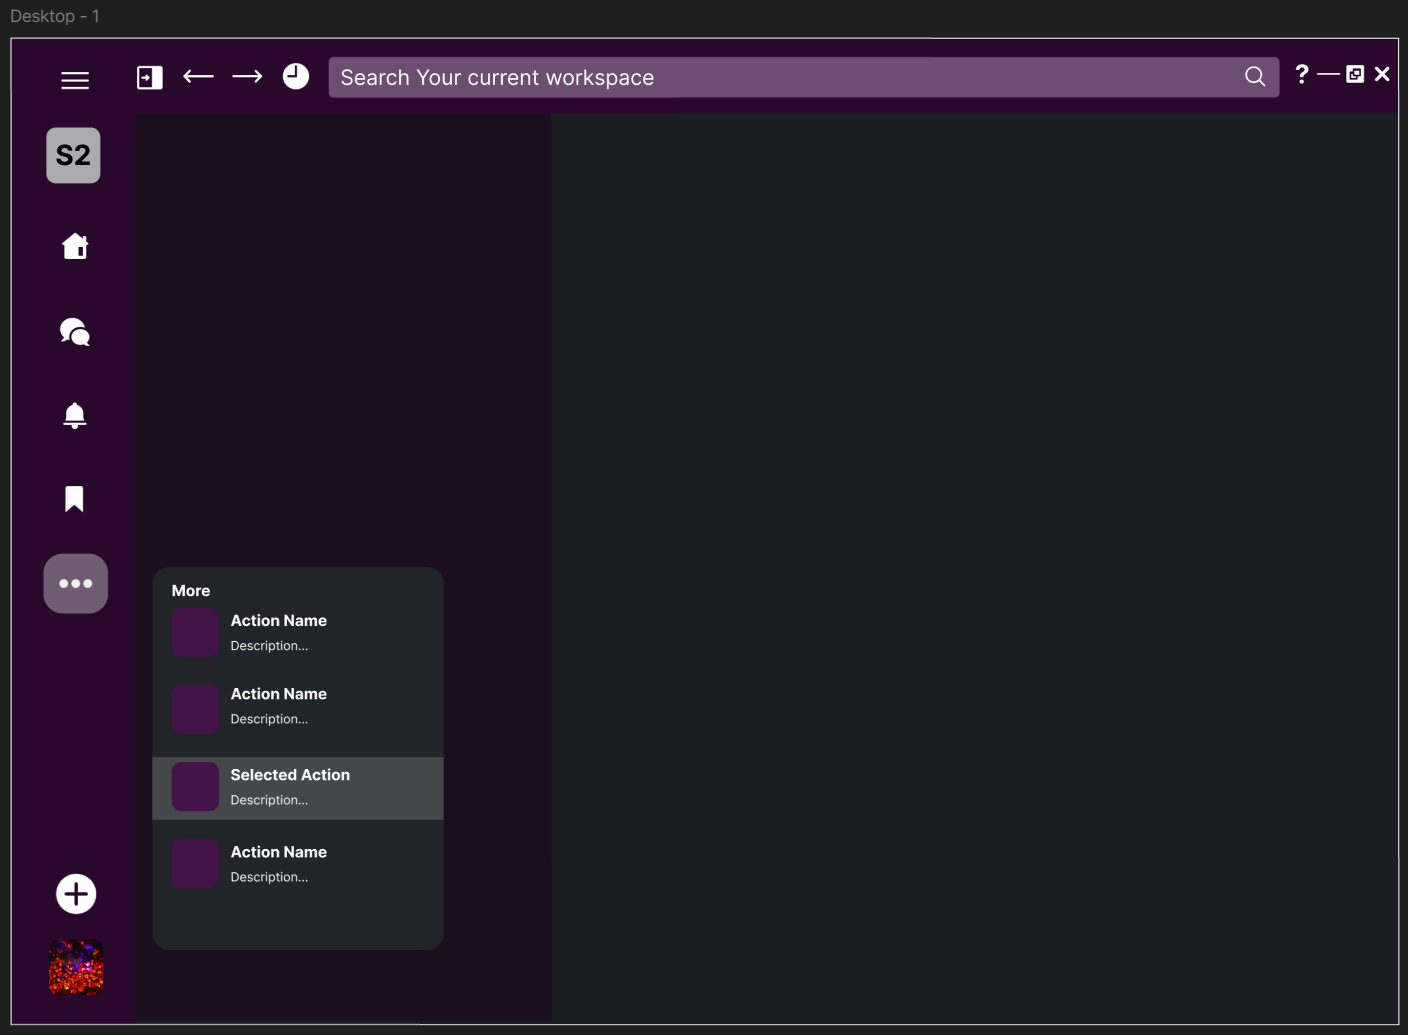 Desktop - 1
Search Your current workspace
?
S2
More
Action Name
Description...
Action Name
Description...
Selected Action
Description...
Action Name
Description...